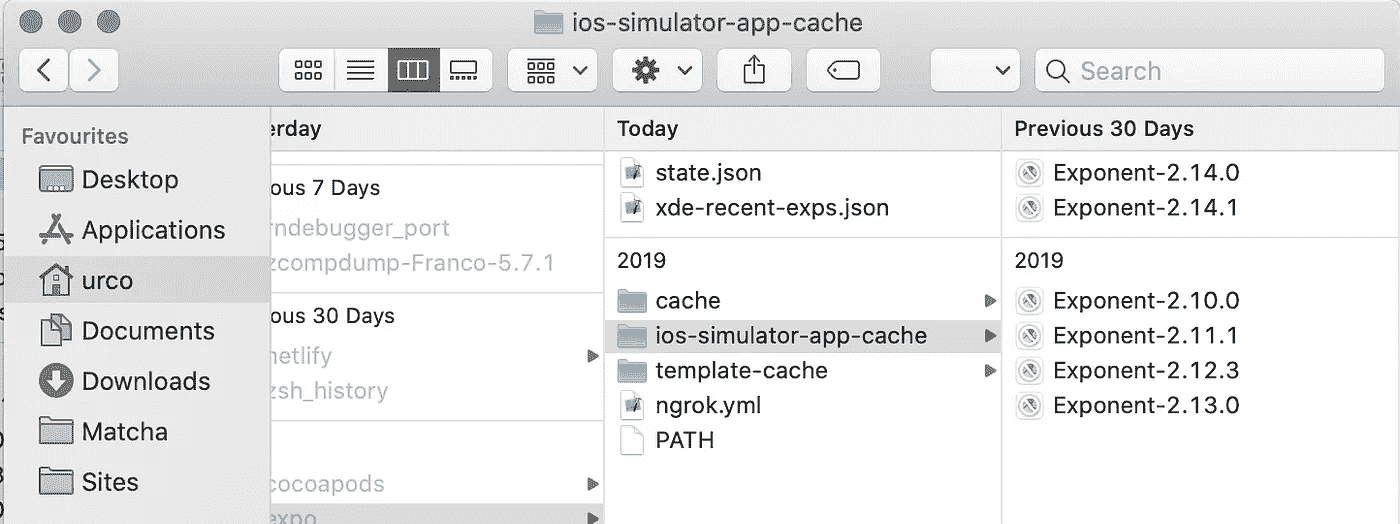 ios-simulator-app-cache
Search
Favourites
Desktop
Applications
urco
Documents
Downloads
Matcha
Sites
erday
ous 7 Days
rndebugger_port
zcompdump-Franco-5.7.1
ous 30 Days
netlify
zsh_history
cocoapods
expo
Today
state.json
xde-recent-exps.json
2019
cache
ios-simulator-app-cache
template-cache
ngrok.yml
PATH
Previous 30 Days
Exponent-2.14.0
Exponent-2.14.1
2019
Exponent-2.10.0
Exponent-2.11.1
Exponent-2.12.3
Exponent-2.13.0